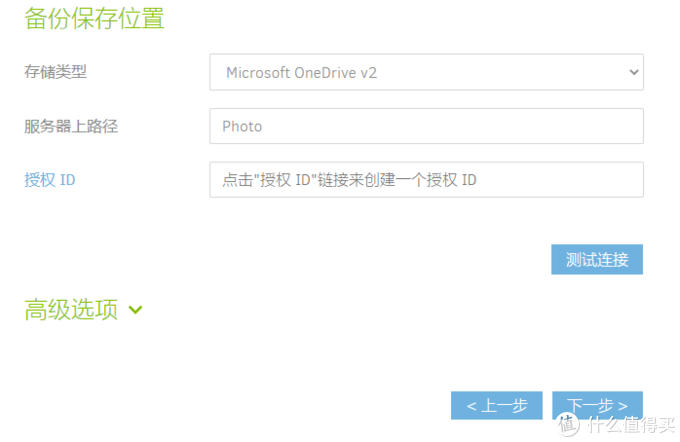 备份保存位置
存储类型
Microsoft OneDrive v2
服务器上路径
Photo
授权 ID
点击"授权 ID"链接来创建一个授权 ID
测试连接
高级选项
< 上一步
下一步 >
值 什么值得买